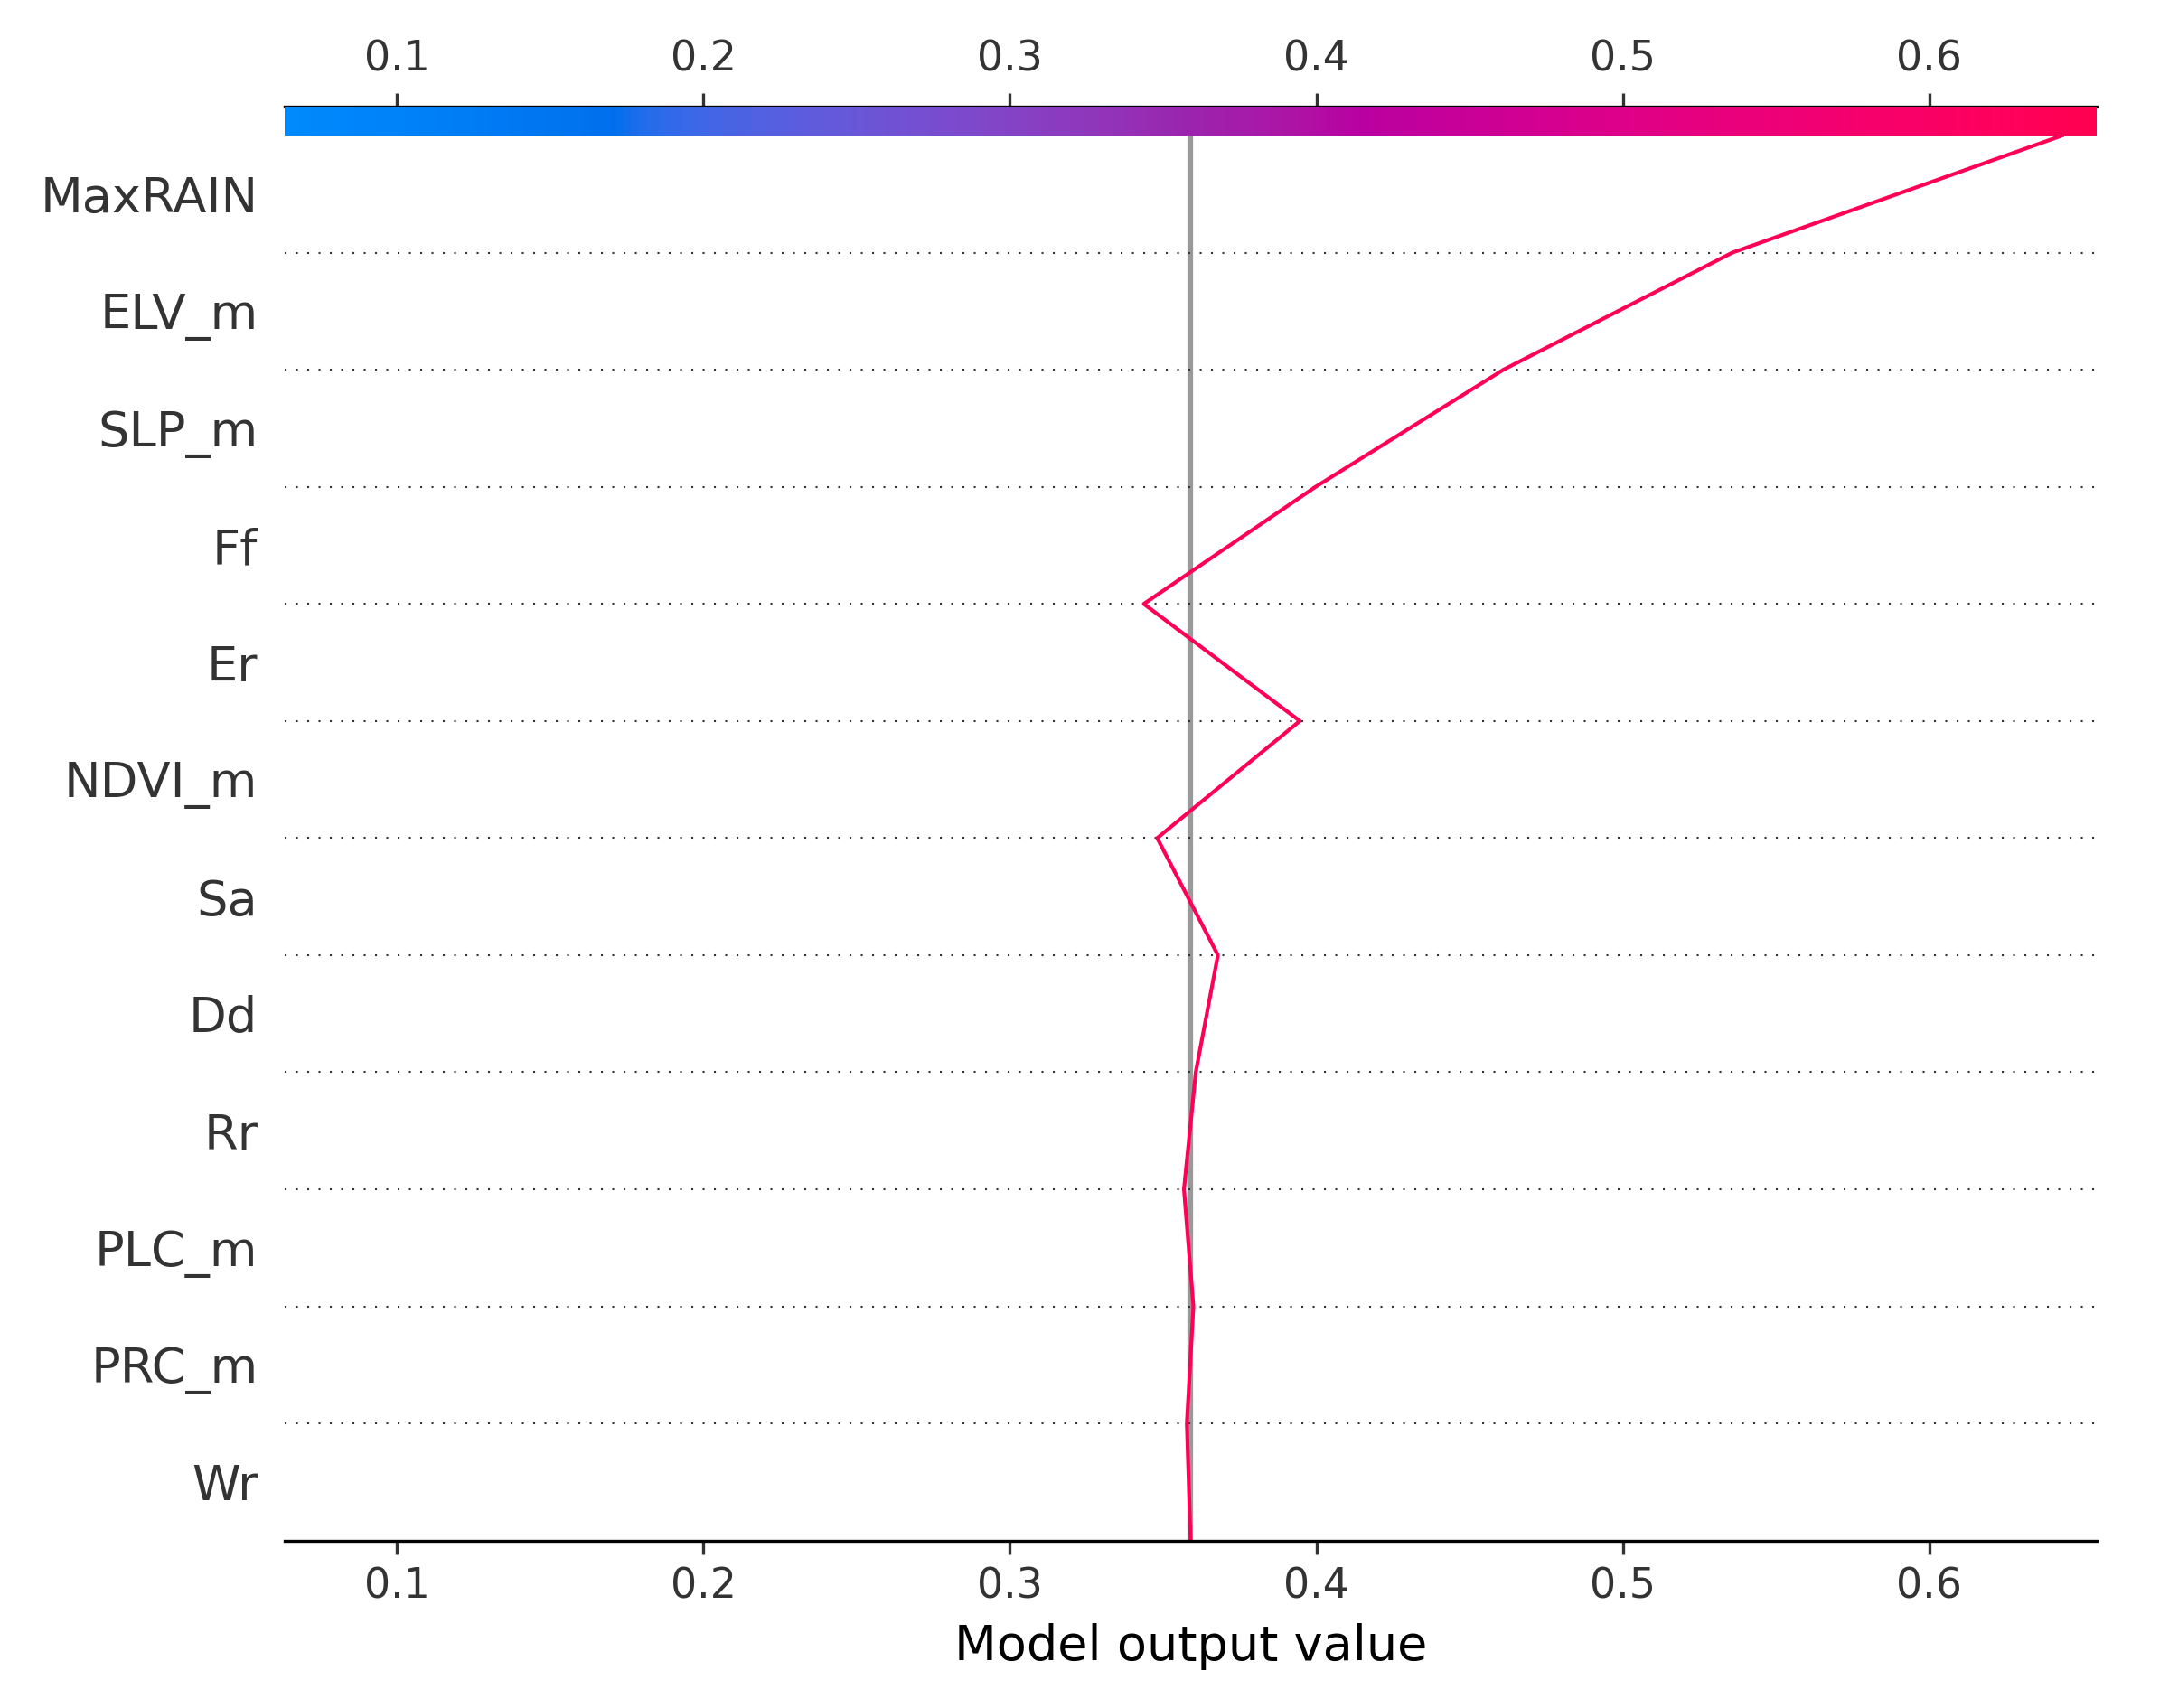 0.1 0.2 0.3 0.4 0.5 0.6
MaxRAIN
ELV_m
SLP_m
Ff
Er
NDVI_m
Sa
Dd
Rr
PLC_m
PRC_m
Wr
0.1 0.2 0.3 0.4 0.5 0.6
Model output value